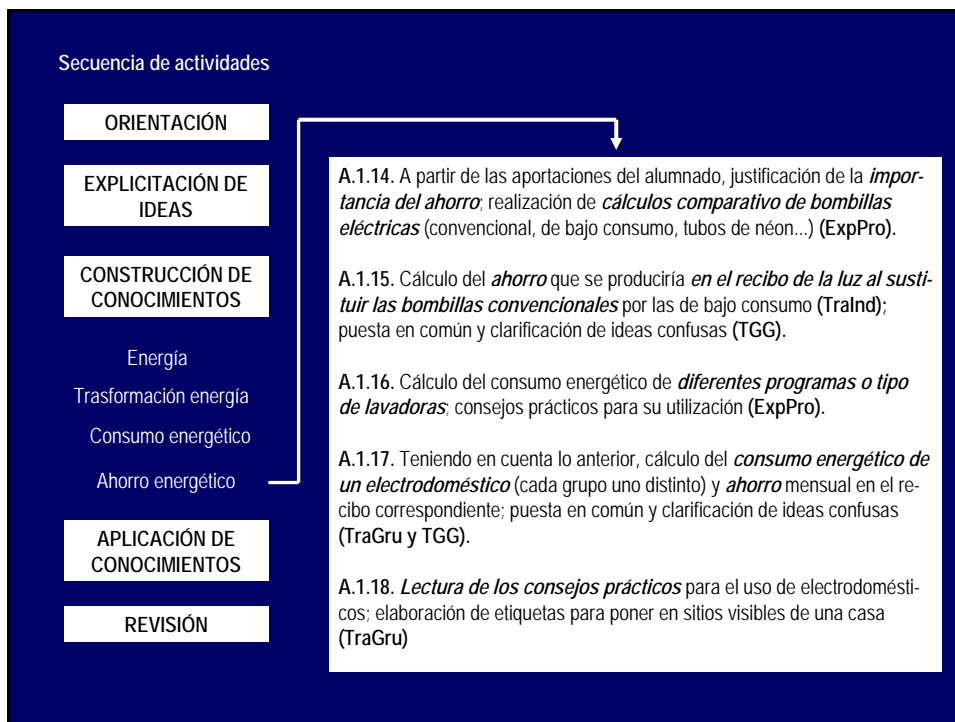 Secuencia de actividades
ORIENTACIÓN
EXPLICITACIÓN DE
IDEAS
CONSTRUCCIÓN DE
CONOCIMIENTOS
Energía
Trasformación energía
Consumo energético
Ahorro energético
APLICACIÓN DE
CONOCIMIENTOS
REVISIÓN
A.1.14. A partir de las aportaciones del alumnado, justificación de la impor-
tancia del ahorro; realización de cálculos comparativo de bombillas
eléctricas (convencional, de bajo consumo, tubos de néon...) (ExpPro).
A.1.15. Cálculo del ahorro que se produciría en el recibo de la luz al susti-
tuir las bombillas convencionales por las de bajo consumo (TraInd);
puesta en común y clarificación de ideas confusas (TGG).
A.1.16. Cálculo del consumo energético de diferentes programas o tipo
de lavadoras; consejos prácticos para su utilización (ExpPro).
A.1.17. Teniendo en cuenta lo anterior, cálculo del consumo energético de
un electrodoméstico (cada grupo uno distinto) y ahorro mensual en el re-
cibo correspondiente; puesta en común y clarificación de ideas confusas
(TraGru y TGG).
A.1.18. Lectura de los consejos prácticos para el uso de electrodomésti-
cos; elaboración de etiquetas para poner en sitios visibles de una casa
(TraGru)